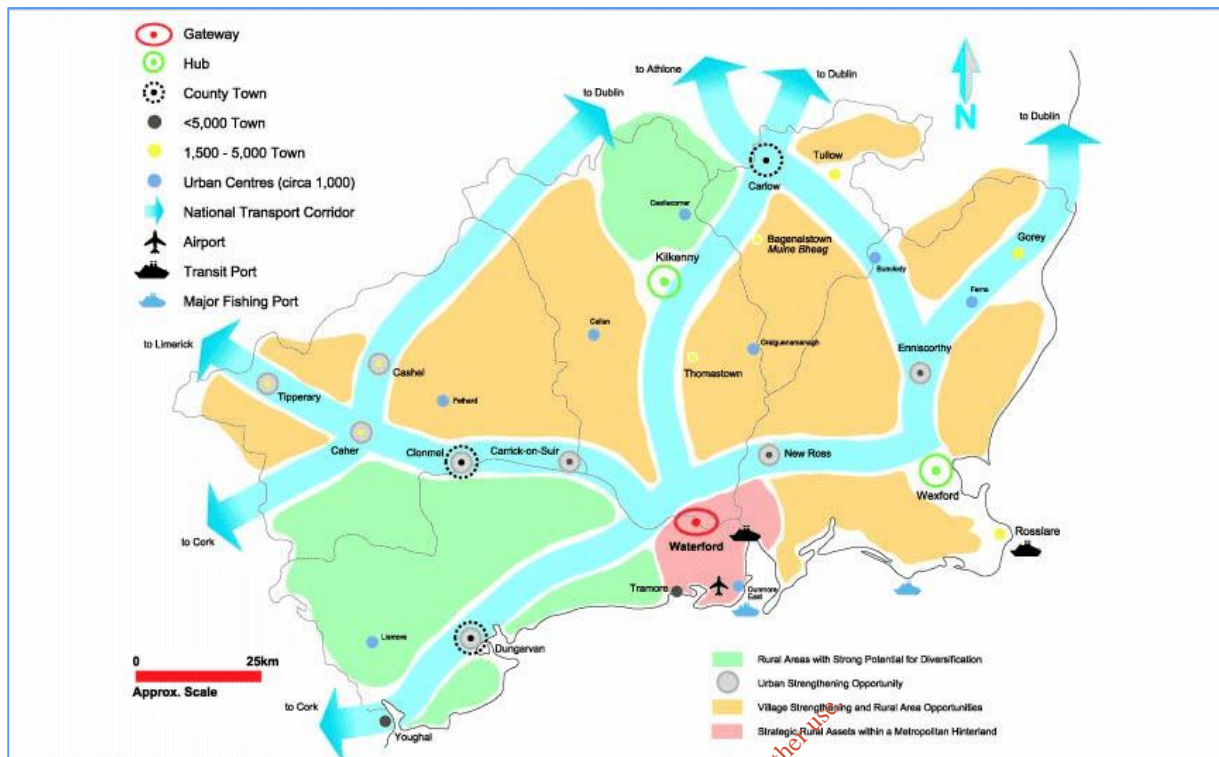 Gateway
Hub
County Town
<5,000 Town
1,500 - 5,000 Town
Urban Centres (circa 1,000)
National Transport Corridor
Airport
Transit Port
Major Fishing Port
to Athlone
to Dublin
to Dublin
to Dublin
N
Tullow
Carlow
Castlecomer
Bagenalstown
Muine Bheag
Gorey
Kilkenny
Bunclody
Ferns
to Limerick
Callan
Graiguenamanagh
Enniscorthy
Thomastown
Cashel
Tipperary
Fethard
Caher
Clonmel
Carrick-on-Suir
New Ross
Wexford
to Cork
Waterford
Rosslare
Tramore
Dunmore
East
Lismore
Dungarvan
0 25km
Approx. Scale
to Cork
Youghal
Rural Areas with Strong Potential for Diversification
Urban Strengthening Opportunity
Village Strengthening and Rural Area Opportunities
Strategic Rural Assets within a Metropolitan Hinterland
other use.